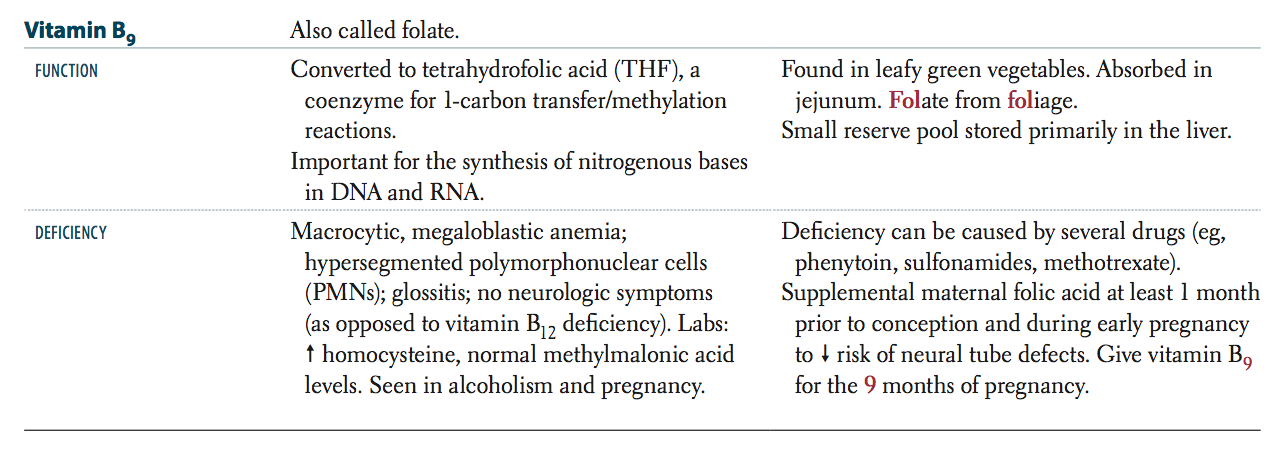 Vitamin B9
Also called folate.
FUNCTION
Converted to tetrahydrofolic acid (THF), a
coenzyme for 1-carbon transfer/methylation
reactions.
Important for the synthesis of nitrogenous bases
in DNA and RNA.
Found in leafy green vegetables. Absorbed in
jejunum. Folate from foliage.
Small reserve pool stored primarily in the liver.
DEFICIENCY
Macrocytic, megaloblastic anemia;
hypersegmented polymorphonuclear cells
(PMNs); glossitis; no neurologic symptoms
(as opposed to vitamin B12 deficiency). Labs:
↑ homocysteine, normal methylmalonic acid
levels. Seen in alcoholism and pregnancy.
Deficiency can be caused by several drugs (eg,
phenytoin, sulfonamides, methotrexate).
Supplemental maternal folic acid at least 1 month
prior to conception and during early pregnancy
to ↓ risk of neural tube defects. Give vitamin B9
for the 9 months of pregnancy.